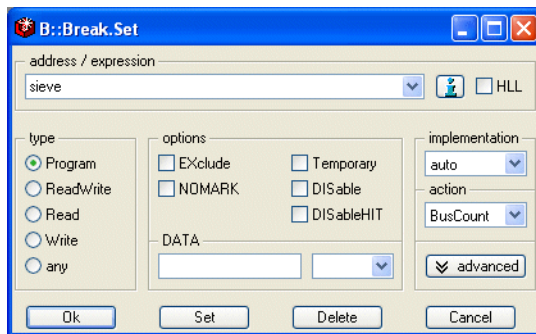 B::Break.Set
address / expression
sieve
HLL
type
options
implementation
Program
EXclude
Temporary
auto
ReadWrite
NOMARK
DISable
action
Read
DISableHIT
BusCount
Write
DATA
any
advanced
Ok
Set
Delete
Cancel